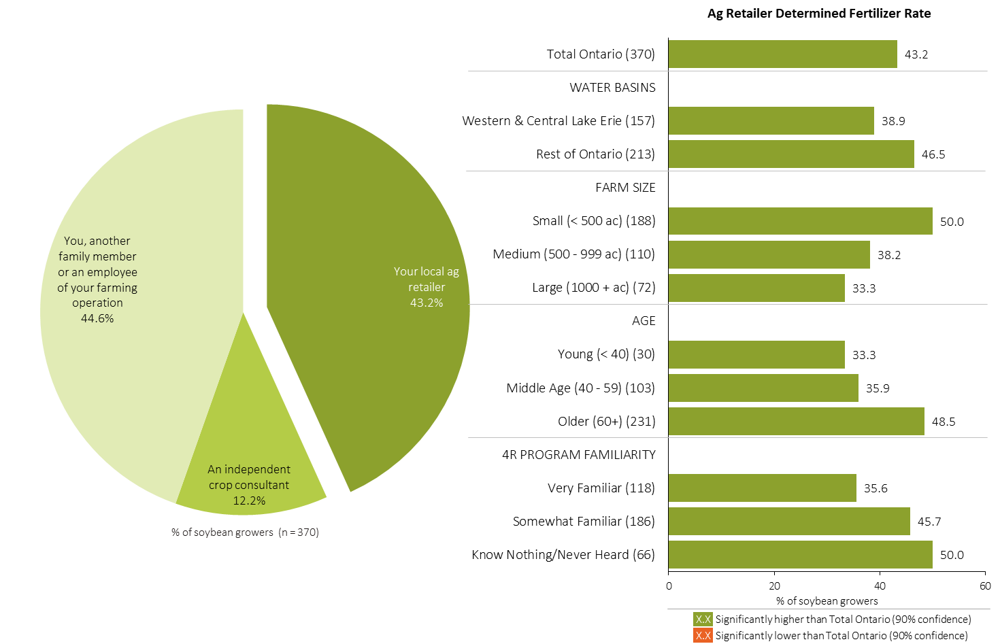 You, another
family member
or an employee
of your farming
operation
44.6%
Your local ag
retailer
43.2%
An independent
crop consultant
12.2%
% of soybean growers (n = 370)
Ag Retailer Determined Fertilizer Rate
Total Ontario (370) 43.2
WATER BASINS
Western & Central Lake Erie (157) 38.9
Rest of Ontario (213) 46.5
FARM SIZE
Small (< 500 ac) (188) 50.0
Medium (500 - 999 ac) (110) 38.2
Large (1000 + ac) (72) 33.3
AGE
Young (< 40) (30) 33.3
Middle Age (40 - 59) (103) 35.9
Older (60+) (231) 48.5
4R PROGRAM FAMILIARITY
Very Familiar (118) 35.6
Somewhat Familiar (186) 45.7
Know Nothing/Never Heard (66) 50.0
0 20 40 60
% of soybean growers
X.X Significantly higher than Total Ontario (90% confidence)
X.X Significantly lower than Total Ontario (90% confidence)